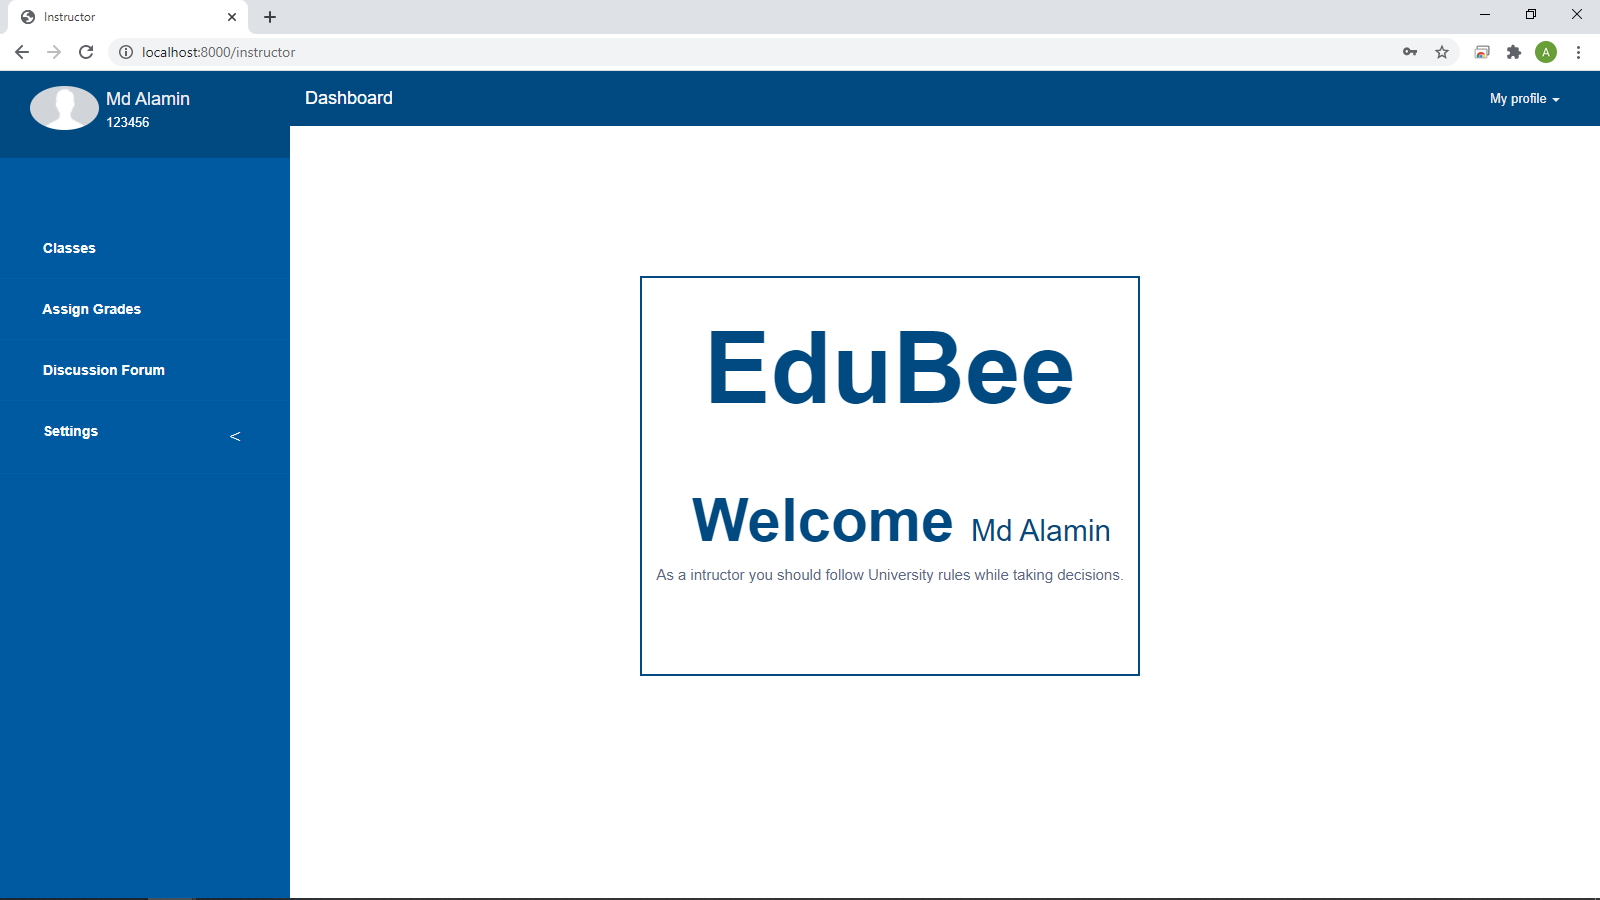 Instructor
localhost:8000/instructor
A
Md Alamin
123456
Dashboard
My profile
Classes
Assign Grades
Discussion Forum
Settings <
EduBee
Welcome Md Alamin
As a intructor you should follow University rules while taking decisions.